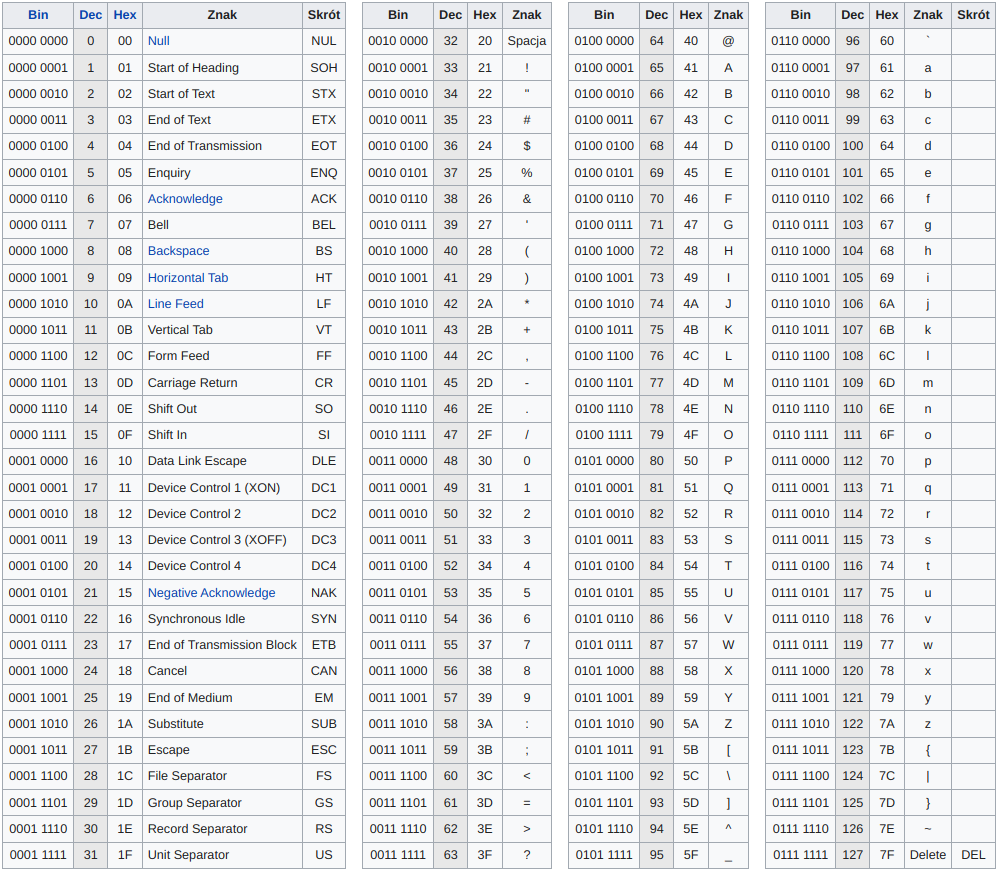 Bin Dec Hex Znak Skrót Bin Dec Hex Znak Bin Dec Hex Znak Bin Dec Hex Znak Skrót
0000 0000 0 00 Null NUL 0010 0000 32 20 Spacja 0100 0000 64 40 @ 0110 0000 96 60 `
0000 0001 1 01 Start of Heading SOH 0010 0001 33 21 ! 0100 0001 65 41 A 0110 0001 97 61 a
0000 0010 2 02 Start of Text STX 0010 0010 34 22 " 0100 0010 66 42 B 0110 0010 98 62 b
0000 0011 3 03 End of Text ETX 0010 0011 35 23 # 0100 0011 67 43 C 0110 0011 99 63 c
0000 0100 4 04 End of Transmission EOT 0010 0100 36 24 $ 0100 0100 68 44 D 0110 0100 100 64 d
0000 0101 5 05 Enquiry ENQ 0010 0101 37 25 % 0100 0101 69 45 E 0110 0101 101 65 e
0000 0110 6 06 Acknowledge ACK 0010 0110 38 26 & 0100 0110 70 46 F 0110 0110 102 66 f
0000 0111 7 07 Bell BEL 0010 0111 39 27 ' 0100 0111 71 47 G 0110 0111 103 67 g
0000 1000 8 08 Backspace BS 0010 1000 40 28 ( 0100 1000 72 48 H 0110 1000 104 68 h
0000 1001 9 09 Horizontal Tab HT 0010 1001 41 29 ) 0100 1001 73 49 I 0110 1001 105 69 i
0000 1010 10 0A Line Feed LF 0010 1010 42 2A * 0100 1010 74 4A J 0110 1010 106 6A j
0000 1011 11 0B Vertical Tab VT 0010 1011 43 2B + 0100 1011 75 4B K 0110 1011 107 6B k
0000 1100 12 0C Form Feed FF 0010 1100 44 2C , 0100 1100 76 4C L 0110 1100 108 6C l
0000 1101 13 0D Carriage Return CR 0010 1101 45 2D - 0100 1101 77 4D M 0110 1101 109 6D m
0000 1110 14 0E Shift Out SO 0010 1110 46 2E . 0100 1110 78 4E N 0110 1110 110 6E n
0000 1111 15 0F Shift In SI 0010 1111 47 2F / 0100 1111 79 4F O 0110 1111 111 6F o
0001 0000 16 10 Data Link Escape DLE 0011 0000 48 30 0 0101 0000 80 50 P 0111 0000 112 70 p
0001 0001 17 11 Device Control 1 (XON) DC1 0011 0001 49 31 1 0101 0001 81 51 Q 0111 0001 113 71 q
0001 0010 18 12 Device Control 2 DC2 0011 0010 50 32 2 0101 0010 82 52 R 0111 0010 114 72 r
0001 0011 19 13 Device Control 3 (XOFF) DC3 0011 0011 51 33 3 0101 0011 83 53 S 0111 0011 115 73 s
0001 0100 20 14 Device Control 4 DC4 0011 0100 52 34 4 0101 0100 84 54 T 0111 0100 116 74 t
0001 0101 21 15 Negative Acknowledge NAK 0011 0101 53 35 5 0101 0101 85 55 U 0111 0101 117 75 u
0001 0110 22 16 Synchronous Idle SYN 0011 0110 54 36 6 0101 0110 86 56 V 0111 0110 118 76 v
0001 0111 23 17 End of Transmission Block ETB 0011 0111 55 37 7 0101 0111 87 57 W 0111 0111 119 77 w
0001 1000 24 18 Cancel CAN 0011 1000 56 38 8 0101 1000 88 58 X 0111 1000 120 78 x
0001 1001 25 19 End of Medium EM 0011 1001 57 39 9 0101 1001 89 59 Y 0111 1001 121 79 y
0001 1010 26 1A Substitute SUB 0011 1010 58 3A : 0101 1010 90 5A Z 0111 1010 122 7A z
0001 1011 27 1B Escape ESC 0011 1011 59 3B ; 0101 1011 91 5B [ 0111 1011 123 7B {
0001 1100 28 1C File Separator FS 0011 1100 60 3C < 0101 1100 92 5C \ 0111 1100 124 7C |
0001 1101 29 1D Group Separator GS 0011 1101 61 3D = 0101 1101 93 5D ] 0111 1101 125 7D }
0001 1110 30 1E Record Separator RS 0011 1110 62 3E > 0101 1110 94 5E ^ 0111 1110 126 7E ~
0001 1111 31 1F Unit Separator US 0011 1111 63 3F ? 0101 1111 95 5F _ 0111 1111 127 7F Delete DEL